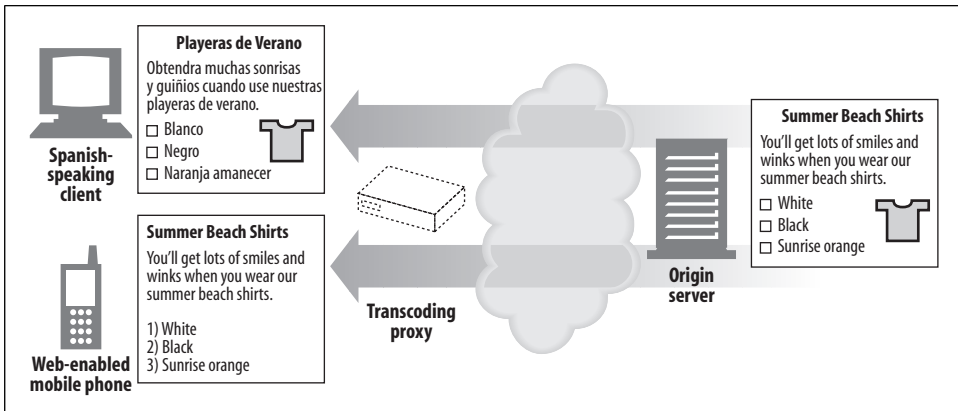 Playeras de Verano
Obtendra muchas sonrisas
y guiñios cuando use nuestras
playeras de verano.
Blanco
Negro
Naranja amanecer
Spanish-
speaking
client
Summer Beach Shirts
You'll get lots of smiles and
winks when you wear our
summer beach shirts.
1) White
2) Black
3) Sunrise orange
Web-enabled
mobile phone
Transcoding
proxy
Origin
server
Summer Beach Shirts
You'll get lots of smiles and
winks when you wear our
summer beach shirts.
White
Black
Sunrise orange